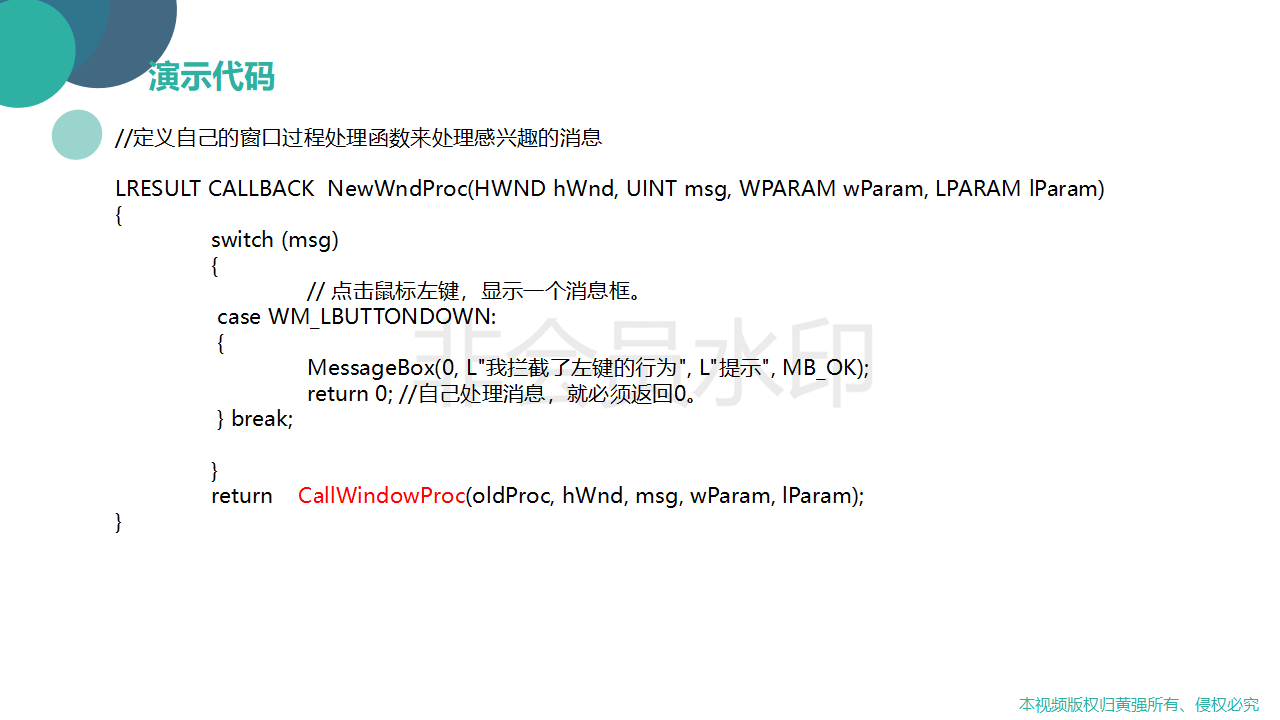 演示代码
//定义自己的窗口过程处理函数来处理感兴趣的消息
LRESULT CALLBACK  NewWndProc(HWND hWnd, UINT msg, WPARAM wParam, LPARAM lParam)
{
switch (msg)
{
// 点击鼠标左键，显示一个消息框。
case WM_LBUTTONDOWN:
{
MessageBox(0, L"我拦截了左键的行为", L"提示", MB_OK);
return 0; //自己处理消息，就必须返回0。
} break;
}
return    CallWindowProc(oldProc, hWnd, msg, wParam, lParam);
}
非会员水印
本视频版权归黄强所有、侵权必究